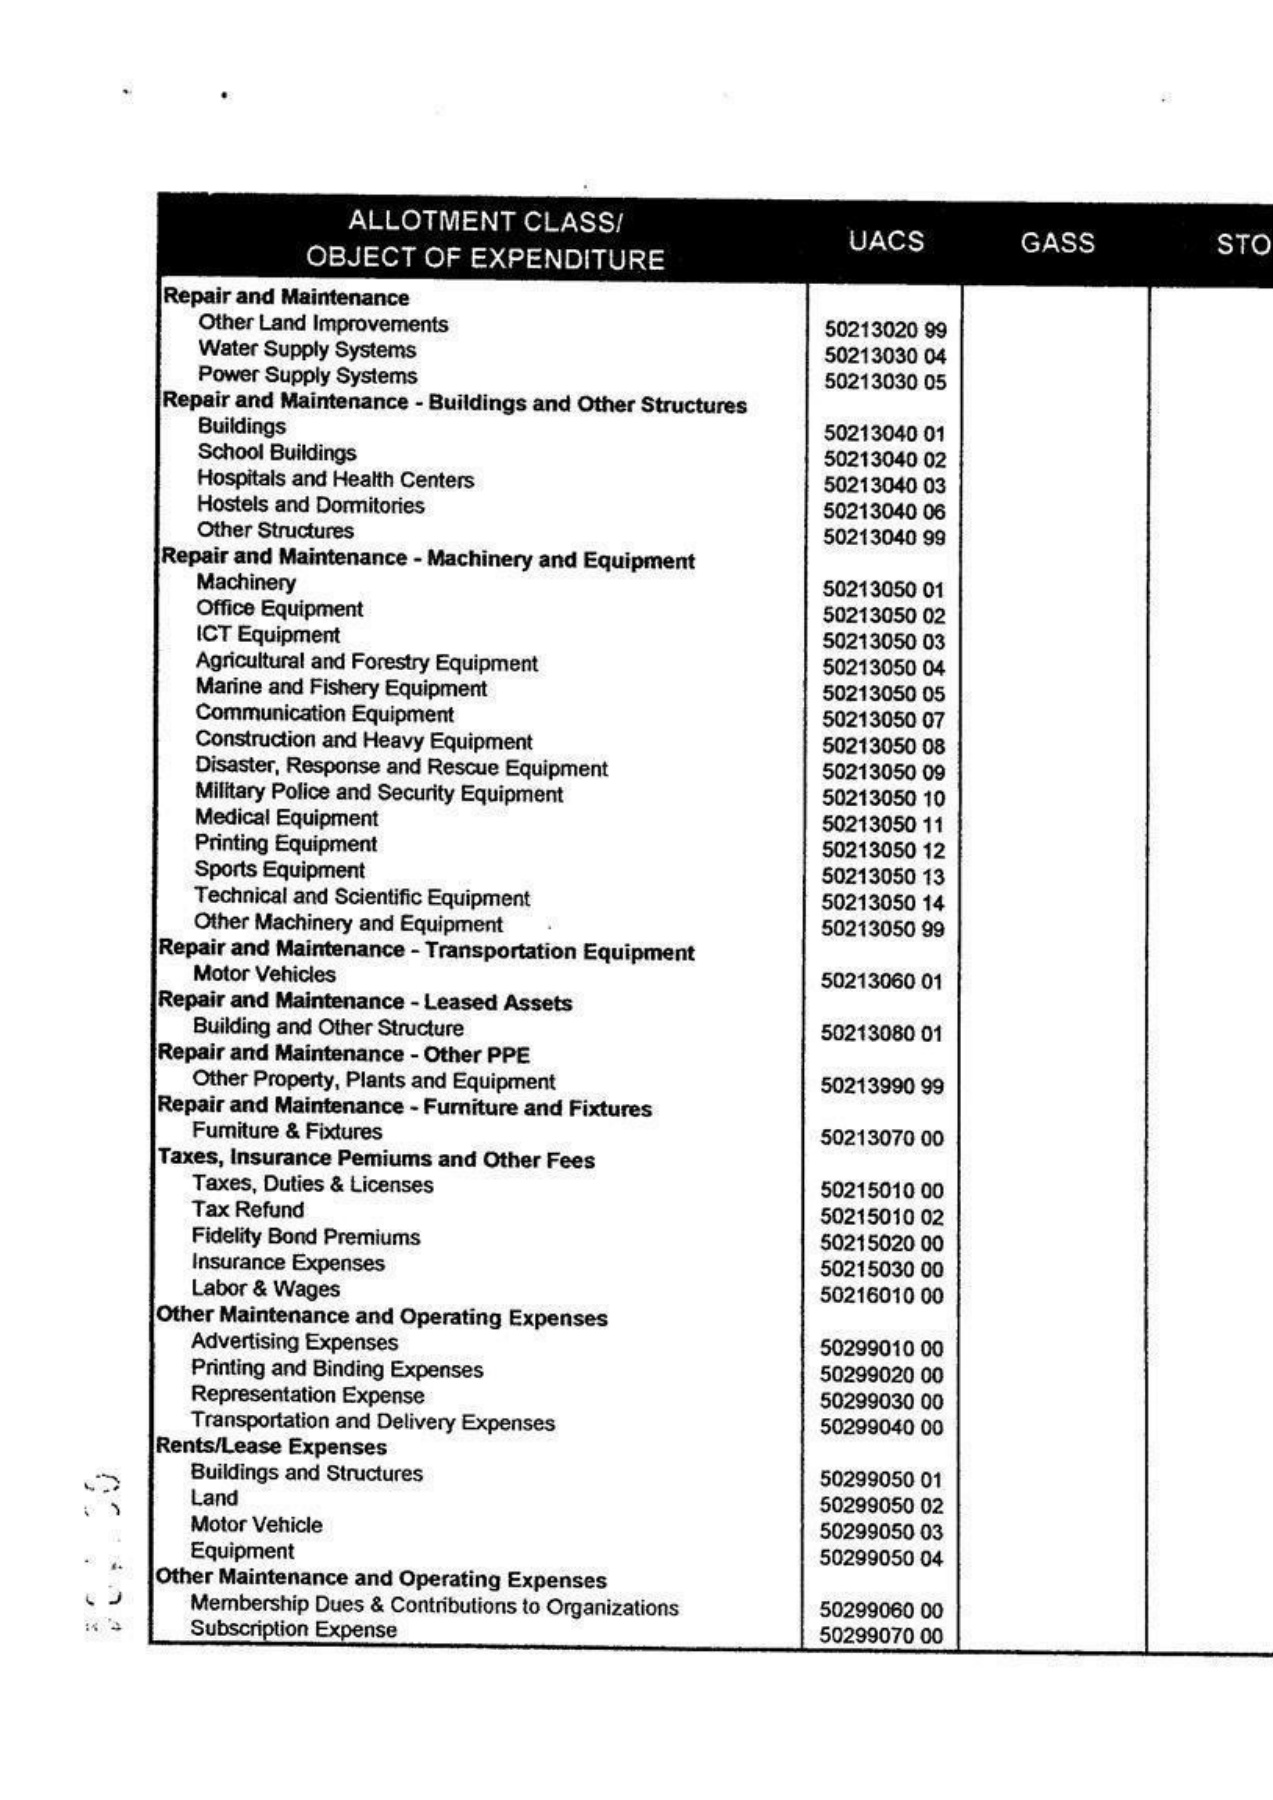 ALLOTMENT CLASS/
OBJECT OF EXPENDITURE UACS GASS STO
Repair and Maintenance
Other Land Improvements 50213020 99
Water Supply Systems 50213030 04
Power Supply Systems 50213030 05
Repair and Maintenance - Buildings and Other Structures
Buildings 50213040 01
School Buildings 50213040 02
Hospitals and Health Centers 50213040 03
Hostels and Dormitories 50213040 06
Other Structures 50213040 99
Repair and Maintenance - Machinery and Equipment
Machinery 50213050 01
Office Equipment 50213050 02
ICT Equipment 50213050 03
Agricultural and Forestry Equipment 50213050 04
Marine and Fishery Equipment 50213050 05
Communication Equipment 50213050 07
Construction and Heavy Equipment 50213050 08
Disaster, Response and Rescue Equipment 50213050 09
Military Police and Security Equipment 50213050 10
Medical Equipment 50213050 11
Printing Equipment 50213050 12
Sports Equipment 50213050 13
Technical and Scientific Equipment 50213050 14
Other Machinery and Equipment 50213050 99
Repair and Maintenance - Transportation Equipment
Motor Vehicles 50213060 01
Repair and Maintenance - Leased Assets
Building and Other Structure 50213080 01
Repair and Maintenance - Other PPE
Other Property, Plants and Equipment 50213990 99
Repair and Maintenance - Furniture and Fixtures
Furniture & Fixtures 50213070 00
Taxes, Insurance Pemiums and Other Fees
Taxes, Duties & Licenses 50215010 00
Tax Refund 50215010 02
Fidelity Bond Premiums 50215020 00
Insurance Expenses 50215030 00
Labor & Wages 50216010 00
Other Maintenance and Operating Expenses
Advertising Expenses 50299010 00
Printing and Binding Expenses 50299020 00
Representation Expense 50299030 00
Transportation and Delivery Expenses 50299040 00
Rents/Lease Expenses
Buildings and Structures 50299050 01
Land 50299050 02
Motor Vehicle 50299050 03
Equipment 50299050 04
Other Maintenance and Operating Expenses
Membership Dues & Contributions to Organizations 50299060 00
Subscription Expense 50299070 00